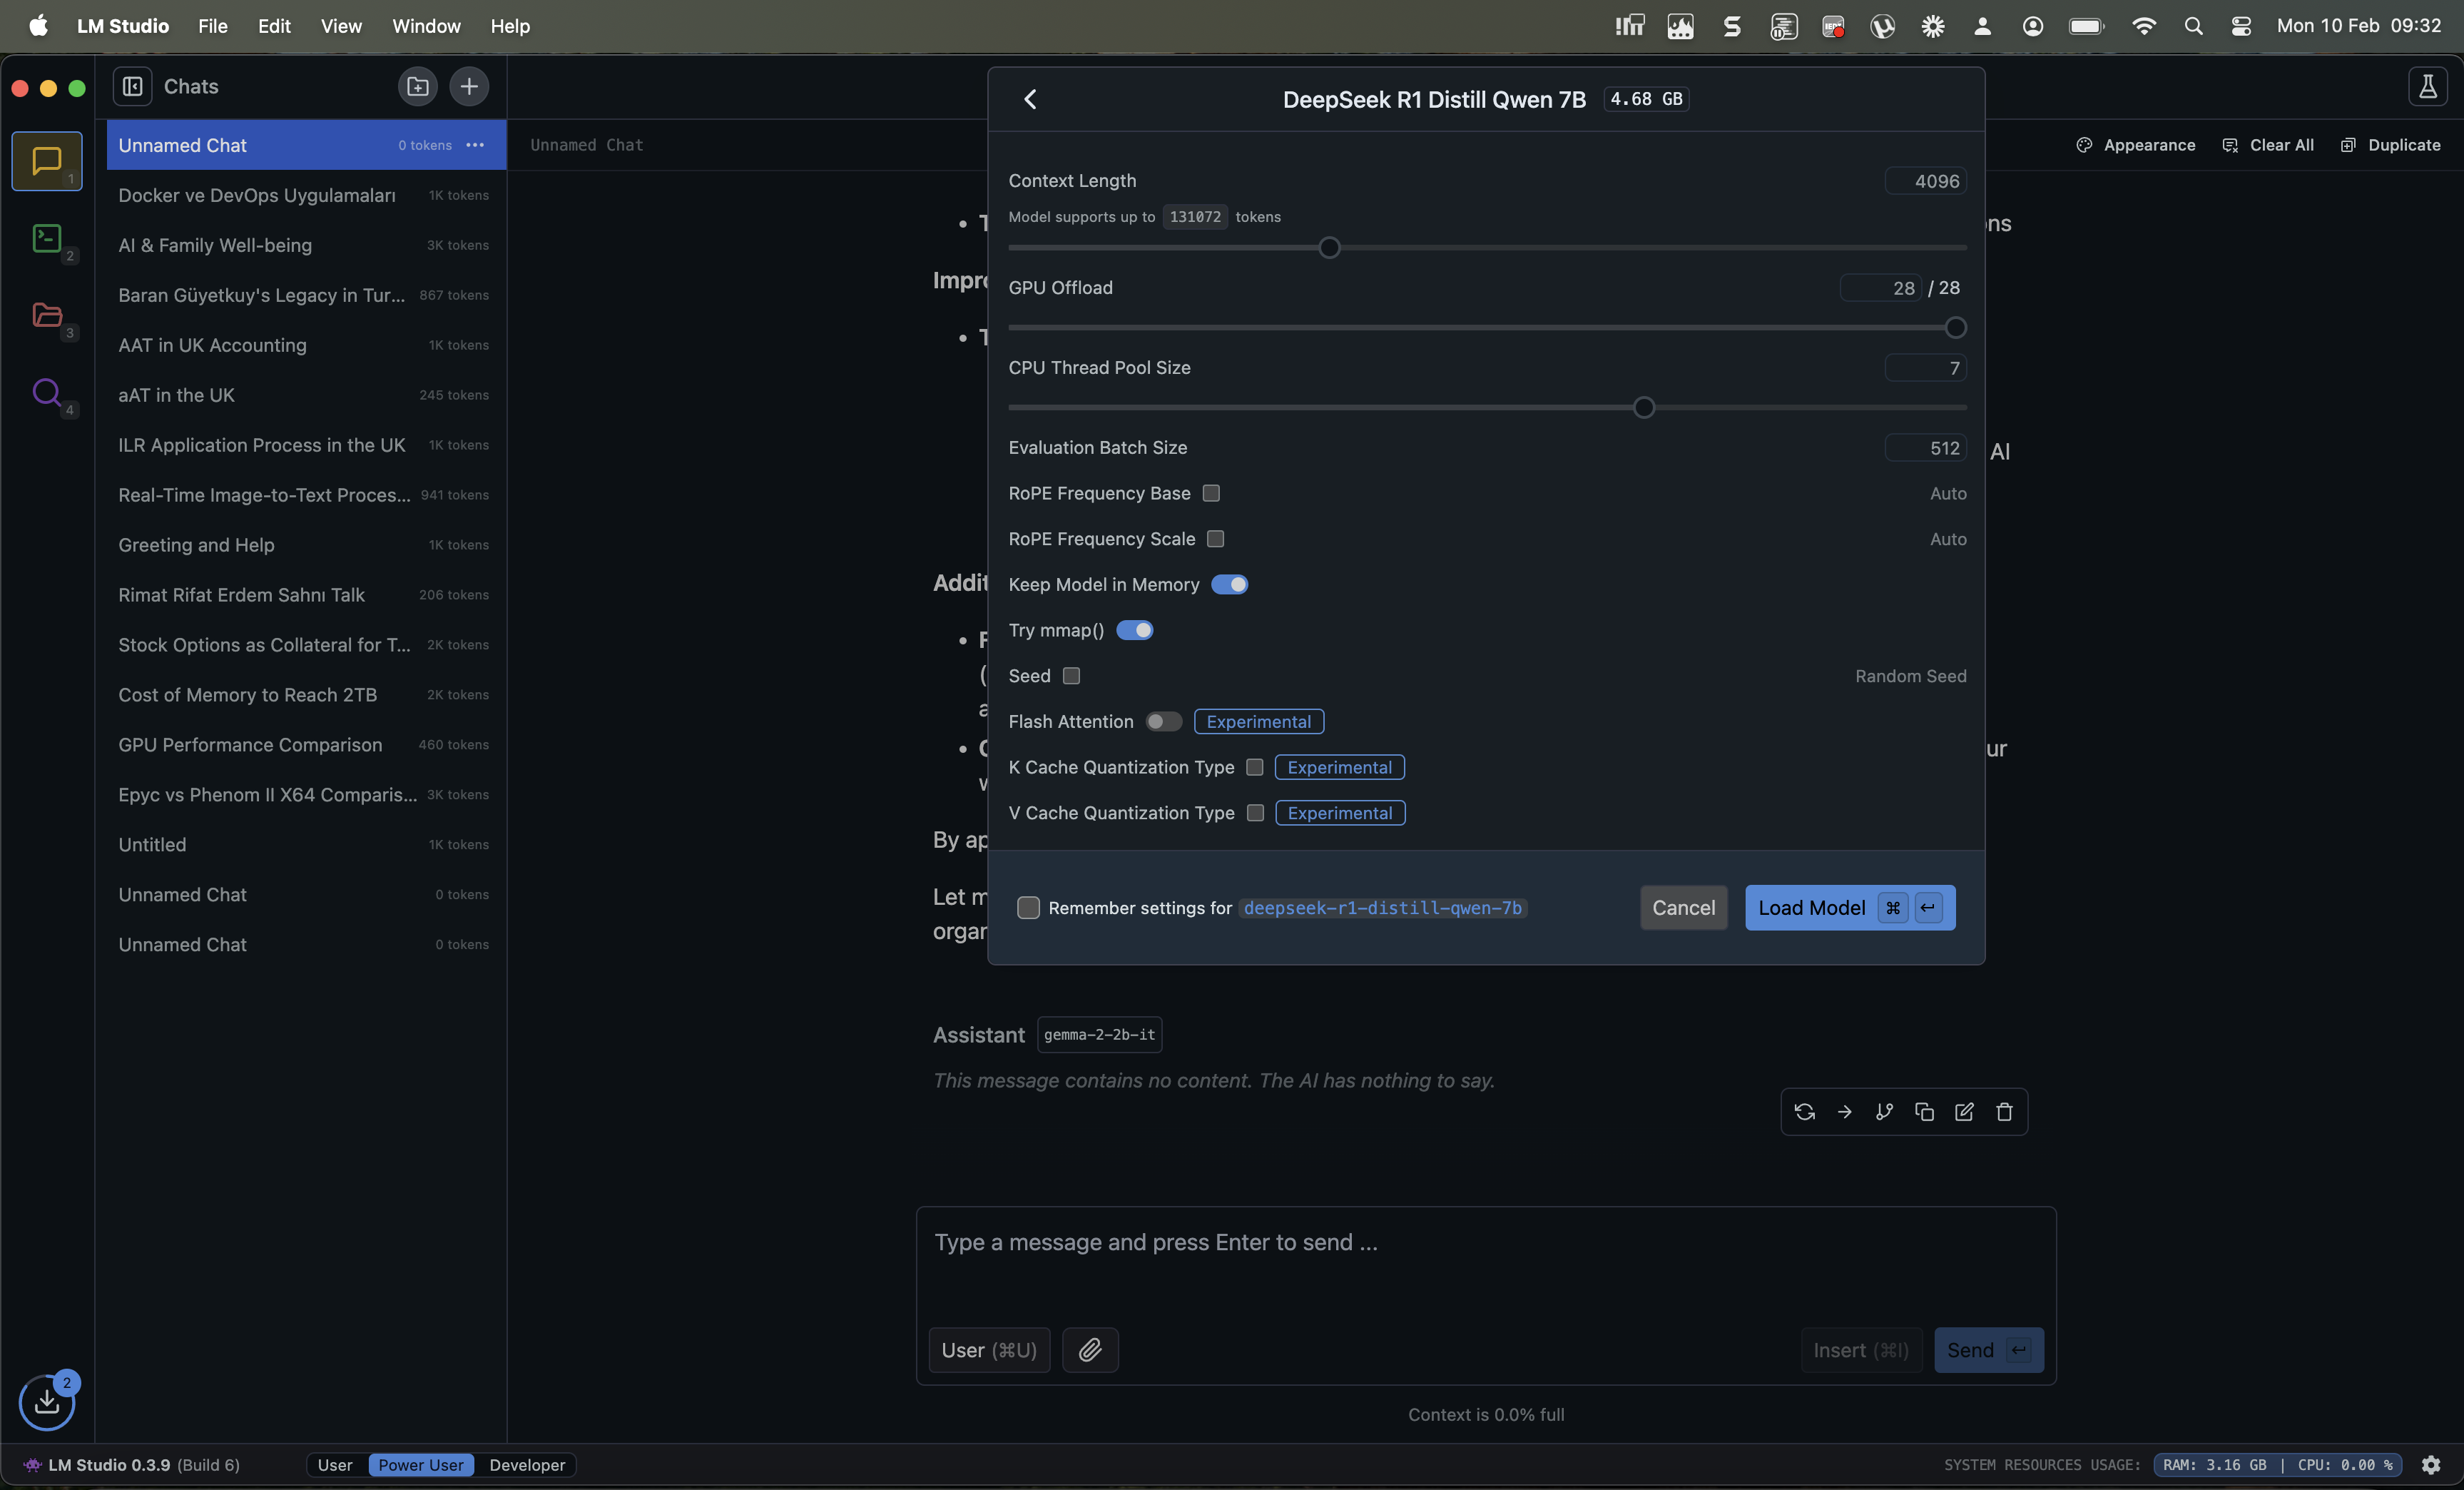 LM Studio File Edit View Window Help Mon 10 Feb 09:32
Chats
Unnamed Chat 0 tokens
Docker ve DevOps Uygulamaları 1K tokens
AI & Family Well-being 3K tokens
Baran Güyetkuy's Legacy in Tur... 867 tokens
AAT in UK Accounting 1K tokens
aAT in the UK 245 tokens
ILR Application Process in the UK 1K tokens
Real-Time Image-to-Text Proces... 941 tokens
Greeting and Help 1K tokens
Rimat Rifat Erdem Sahnı Talk 206 tokens
Stock Options as Collateral for T... 2K tokens
Cost of Memory to Reach 2TB 2K tokens
GPU Performance Comparison 460 tokens
Epyc vs Phenom II X64 Comparis... 3K tokens
Untitled 1K tokens
Unnamed Chat 0 tokens
Unnamed Chat 0 tokens
1
2
3
4
2
Unnamed Chat
Appearance Clear All Duplicate
DeepSeek R1 Distill Qwen 7B 4.68 GB
Context Length 4096
Model supports up to 131072 tokens
GPU Offload 28 / 28
CPU Thread Pool Size 7
Evaluation Batch Size 512
RoPE Frequency Base Auto
RoPE Frequency Scale Auto
Keep Model in Memory
Try mmap()
Seed Random Seed
Flash Attention Experimental
K Cache Quantization Type Experimental
V Cache Quantization Type Experimental
Remember settings for deepseek-r1-distill-qwen-7b Cancel Load Model ⌘ ↵
By ap
Let m
organ
Assistant gemma-2-2b-it
This message contains no content. The AI has nothing to say.
Type a message and press Enter to send ...
User (⌘U) Insert (⌘I) Send ↵
Context is 0.0% full
LM Studio 0.3.9 (Build 6) User Power User Developer SYSTEM RESOURCES USAGE: RAM: 3.16 GB | CPU: 0.00 %